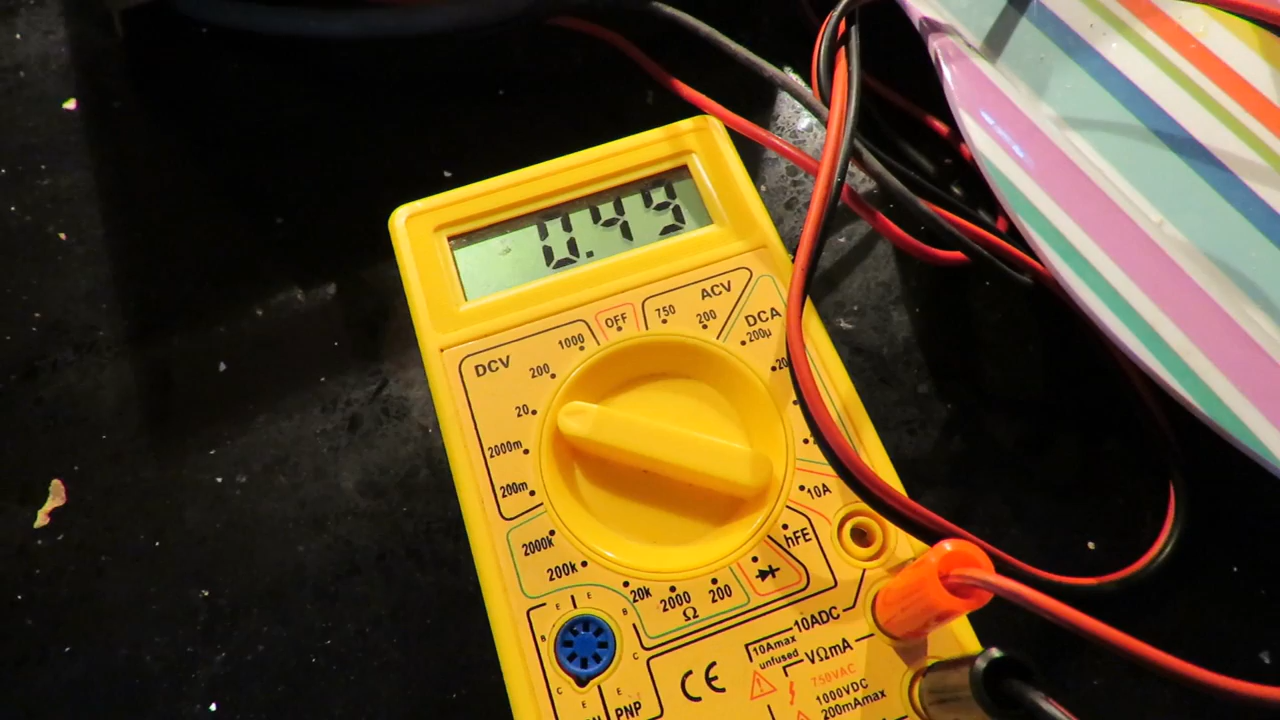 0.49
OFF
750
ACV
200
DCA
200µ
DCV
1000
200
20
2000m
200m
10A
hFE
2000k
200k
20k
2000
200
Ω
10ADC
10Amax
unfused
VΩmA
750VAC
1000VDC
200mAmax
CE
E
E
B
B
C
C
E
E
PNP